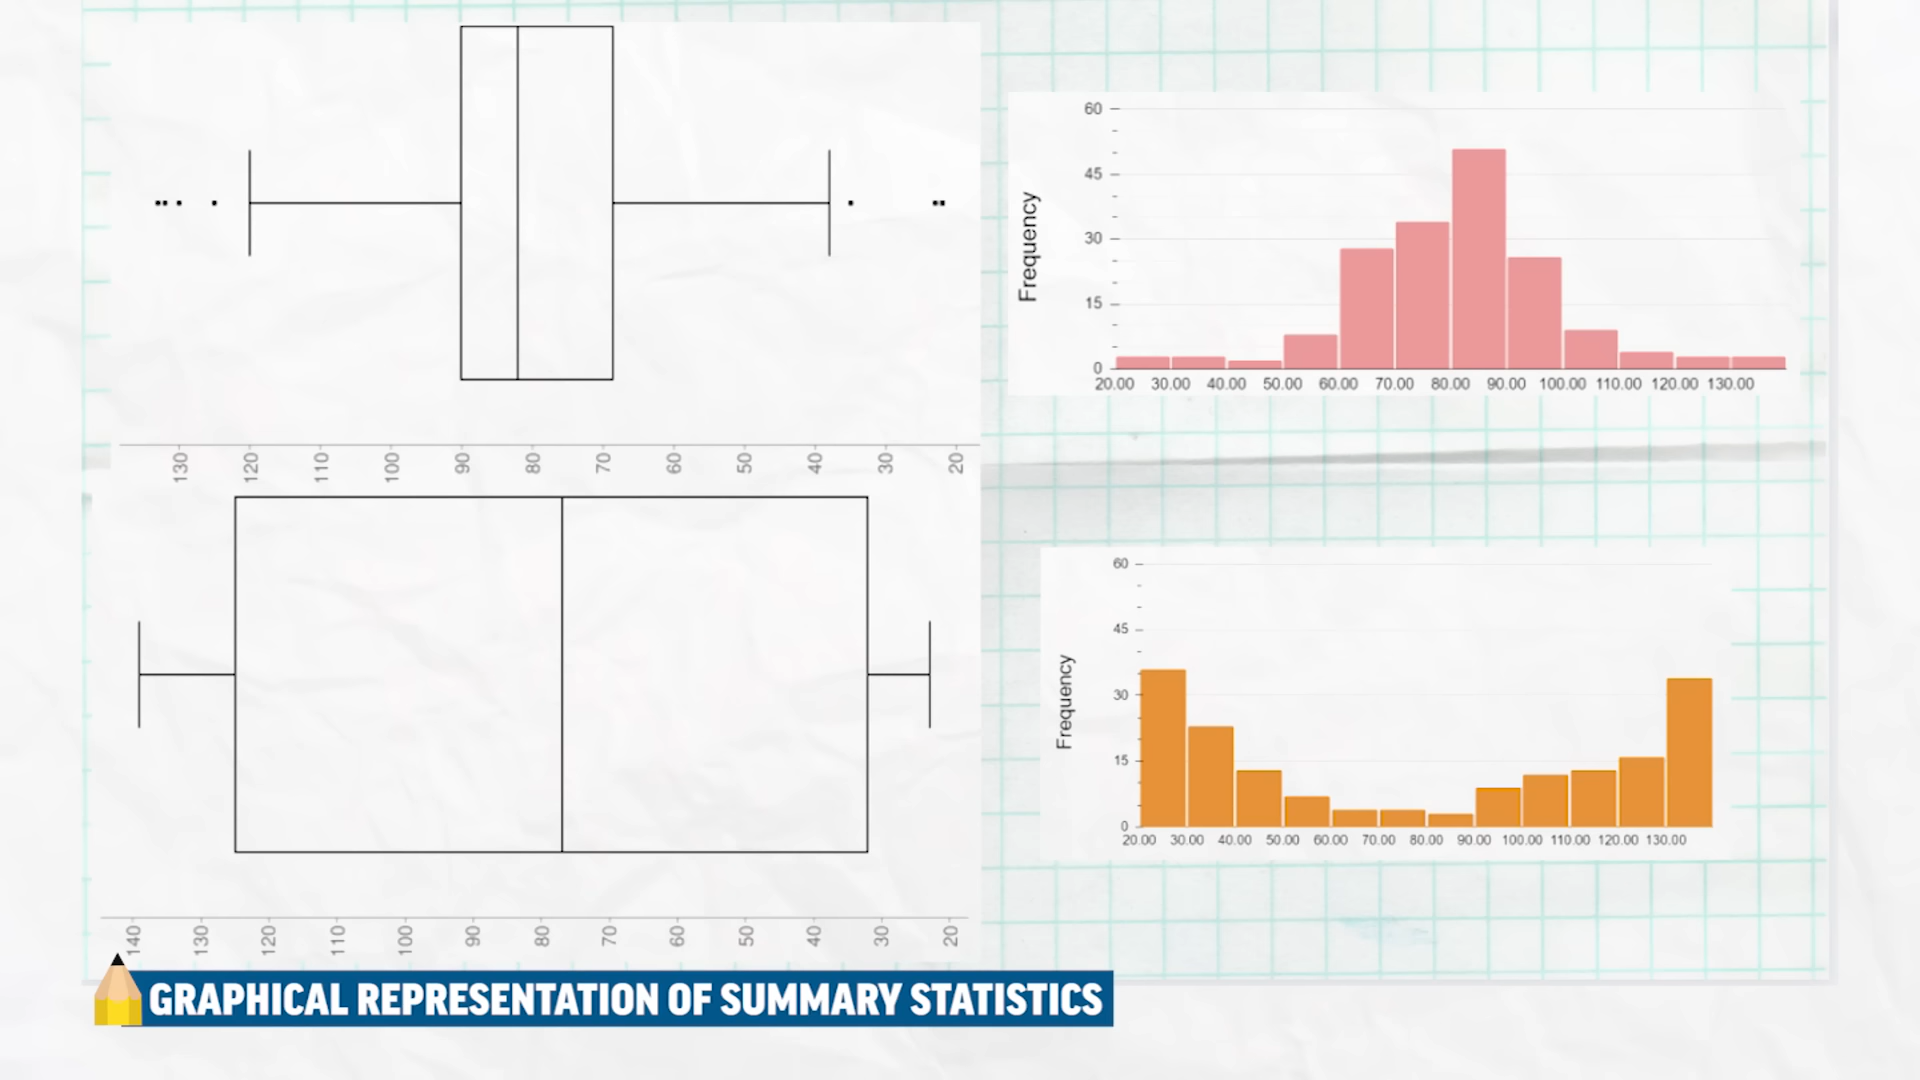 60
45
30
15
0
Frequency
20.00 30.00 40.00 50.00 60.00 70.00 80.00 90.00 100.00 110.00 120.00 130.00
130 120 110 100 90 80 70 60 50 40 30 20
60
45
30
15
0
Frequency
20.00 30.00 40.00 50.00 60.00 70.00 80.00 90.00 100.00 110.00 120.00 130.00
140 130 120 110 100 90 80 70 60 50 40 30 20
GRAPHICAL REPRESENTATION OF SUMMARY STATISTICS